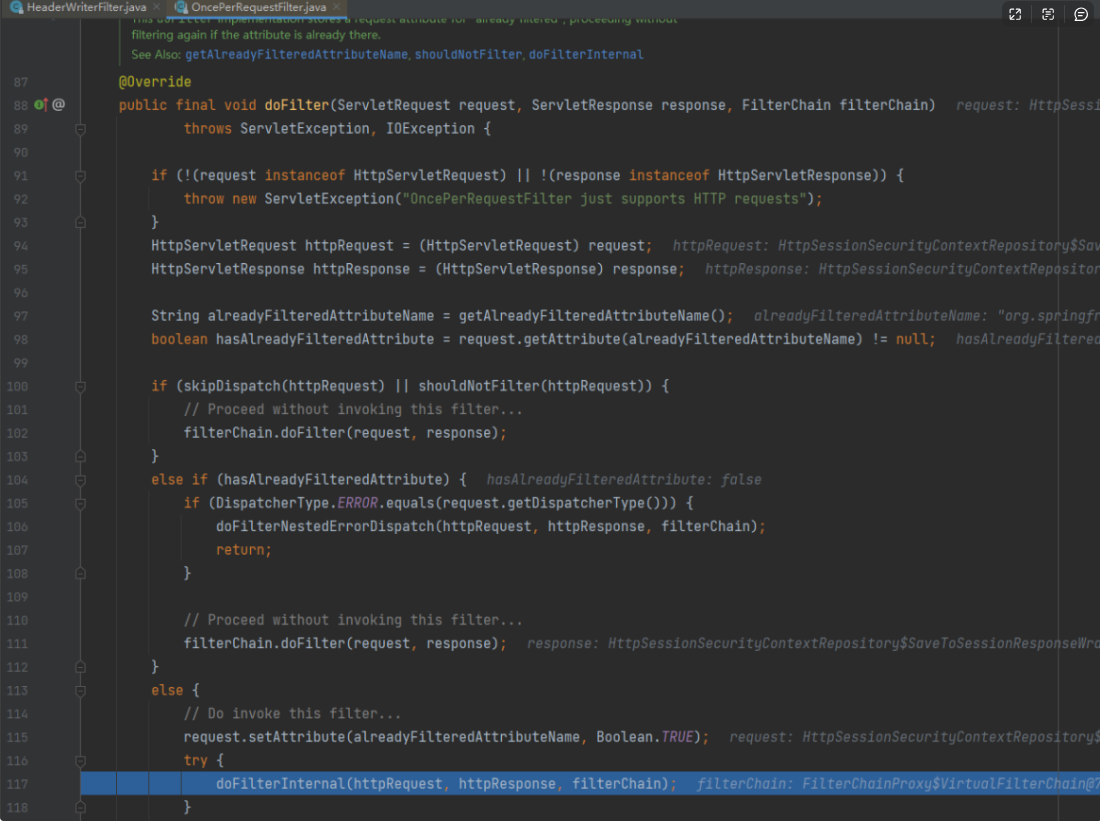 HeaderWriterFilter.java OncePerRequestFilter.java
This doFilter implementation stores a request attribute for "already filtered", proceeding without
filtering again if the attribute is already there.
See Also: getAlreadyFilteredAttributeName, shouldNotFilter, doFilterInternal
87 @Override
88 @ public final void doFilter(ServletRequest request, ServletResponse response, FilterChain filterChain) request: HttpSessi
89 throws ServletException, IOException {
90
91 if (!(request instanceof HttpServletRequest) || !(response instanceof HttpServletResponse)) {
92 throw new ServletException("OncePerRequestFilter just supports HTTP requests");
93 }
94 HttpServletRequest httpRequest = (HttpServletRequest) request; httpRequest: HttpSessionSecurityContextRepository$Sav
95 HttpServletResponse httpResponse = (HttpServletResponse) response; httpResponse: HttpSessionSecurityContextRepositor
96
97 String alreadyFilteredAttributeName = getAlreadyFilteredAttributeName(); alreadyFilteredAttributeName: "org.springfr
98 boolean hasAlreadyFilteredAttribute = request.getAttribute(alreadyFilteredAttributeName) != null; hasAlreadyFiltered
99
100 if (skipDispatch(httpRequest) || shouldNotFilter(httpRequest)) {
101 // Proceed without invoking this filter...
102 filterChain.doFilter(request, response);
103 }
104 else if (hasAlreadyFilteredAttribute) { hasAlreadyFilteredAttribute: false
105 if (DispatcherType.ERROR.equals(request.getDispatcherType())) {
106 doFilterNestedErrorDispatch(httpRequest, httpResponse, filterChain);
107 return;
108 }
109
110 // Proceed without invoking this filter...
111 filterChain.doFilter(request, response); response: HttpSessionSecurityContextRepository$SaveToSessionResponseWra
112 }
113 else {
114 // Do invoke this filter...
115 request.setAttribute(alreadyFilteredAttributeName, Boolean.TRUE); request: HttpSessionSecurityContextRepository$
116 try {
117 doFilterInternal(httpRequest, httpResponse, filterChain); filterChain: FilterChainProxy$VirtualFilterChain@7
118 }